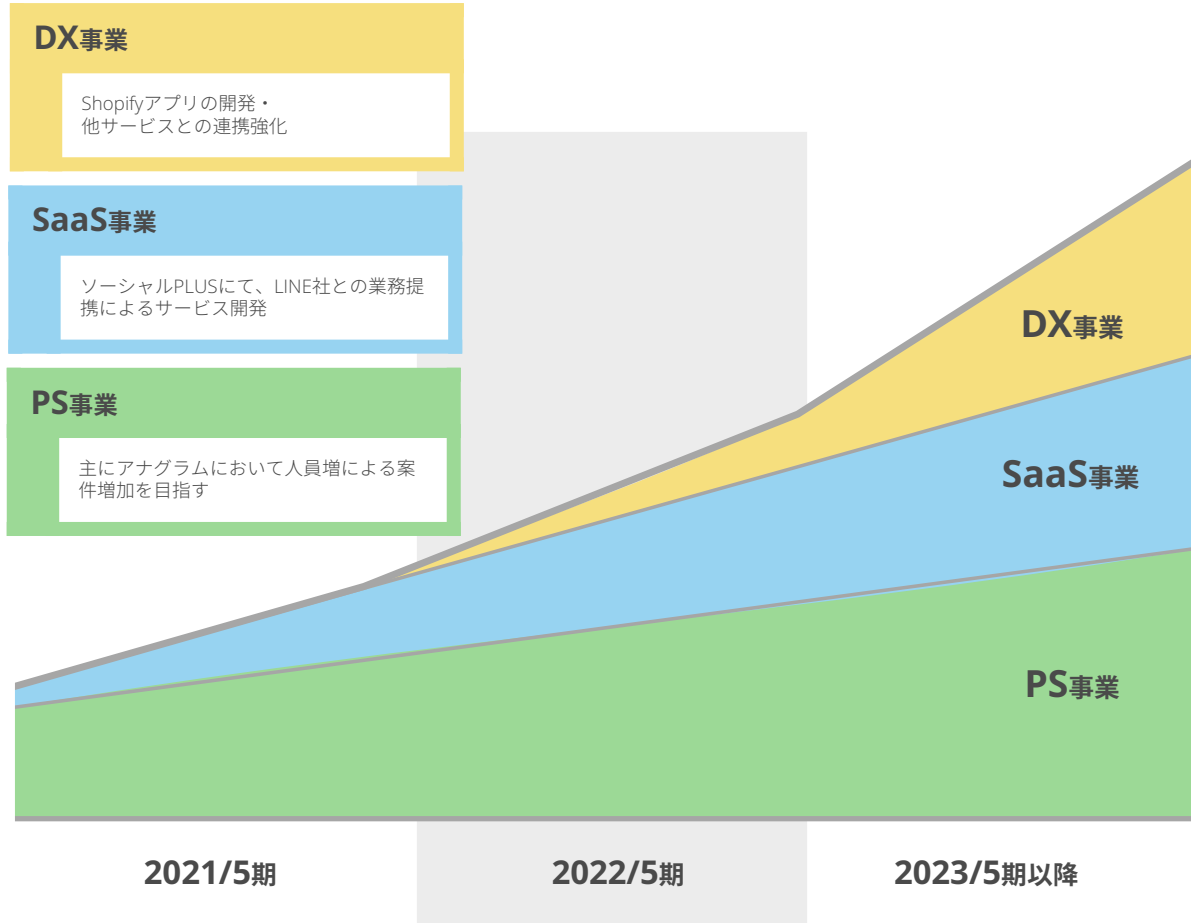 DX事業
Shopifyアプリの開発・
他サービスとの連携強化
SaaS事業
ソーシャルPLUSにて、LINE社との業務提
携によるサービス開発
PS事業
主にアナグラムにおいて人員増による案
件増加を目指す
DX事業
SaaS事業
PS事業
2021/5期
2022/5期
2023/5期以降